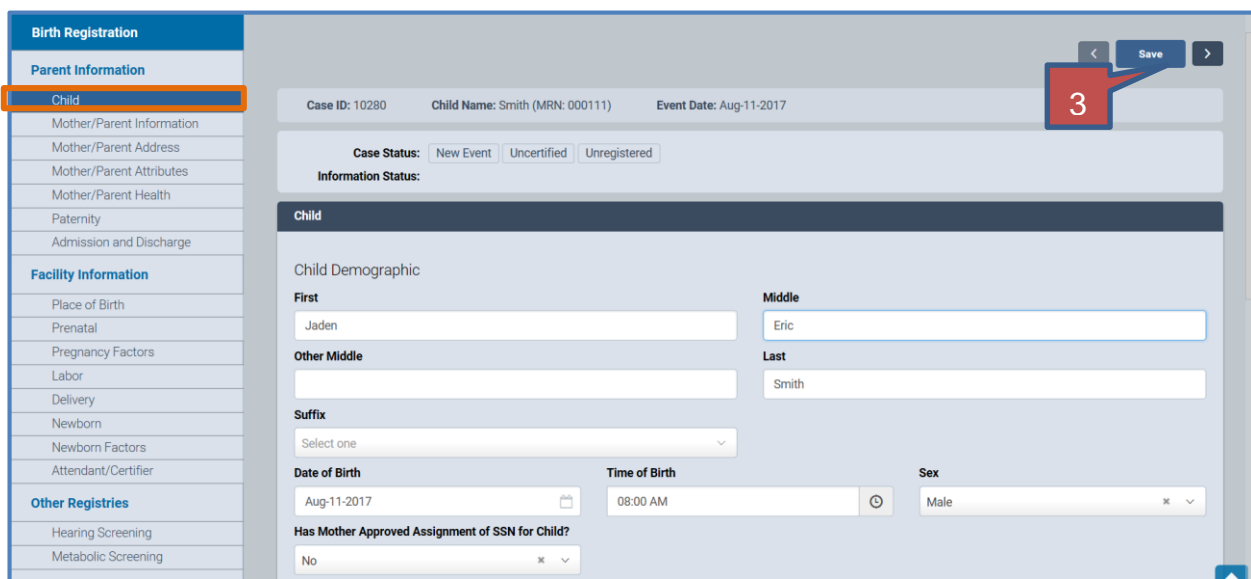 Birth Registration
Parent Information
Child
Mother/Parent Information
Mother/Parent Address
Mother/Parent Attributes
Mother/Parent Health
Paternity
Admission and Discharge
Facility Information
Place of Birth
Prenatal
Pregnancy Factors
Labor
Delivery
Newborn
Newborn Factors
Attendant/Certifier
Other Registries
Hearing Screening
Metabolic Screening
Save
3
Case ID: 10280 Child Name: Smith (MRN: 000111) Event Date: Aug-11-2017
Case Status: New Event Uncertified Unregistered
Information Status:
Child
Child Demographic
First Middle
Jaden Eric
Other Middle Last
Smith
Suffix
Select one
Date of Birth Time of Birth Sex
Aug-11-2017 08:00 AM Male
Has Mother Approved Assignment of SSN for Child?
No